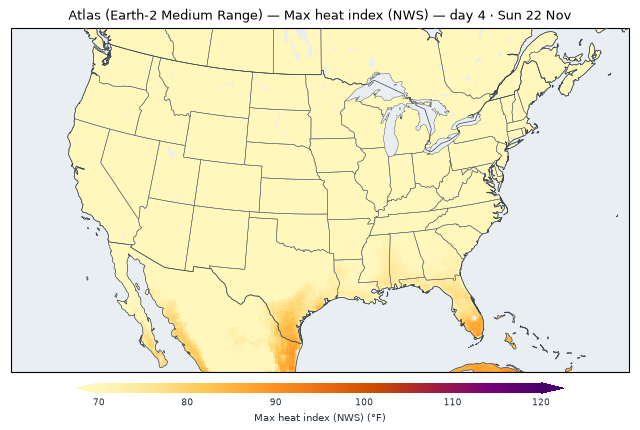 Atlas (Earth-2 Medium Range) — Max heat index (NWS) — day 4 · Sun 22 Nov
70 80 90 100 110 120
Max heat index (NWS) (°F)